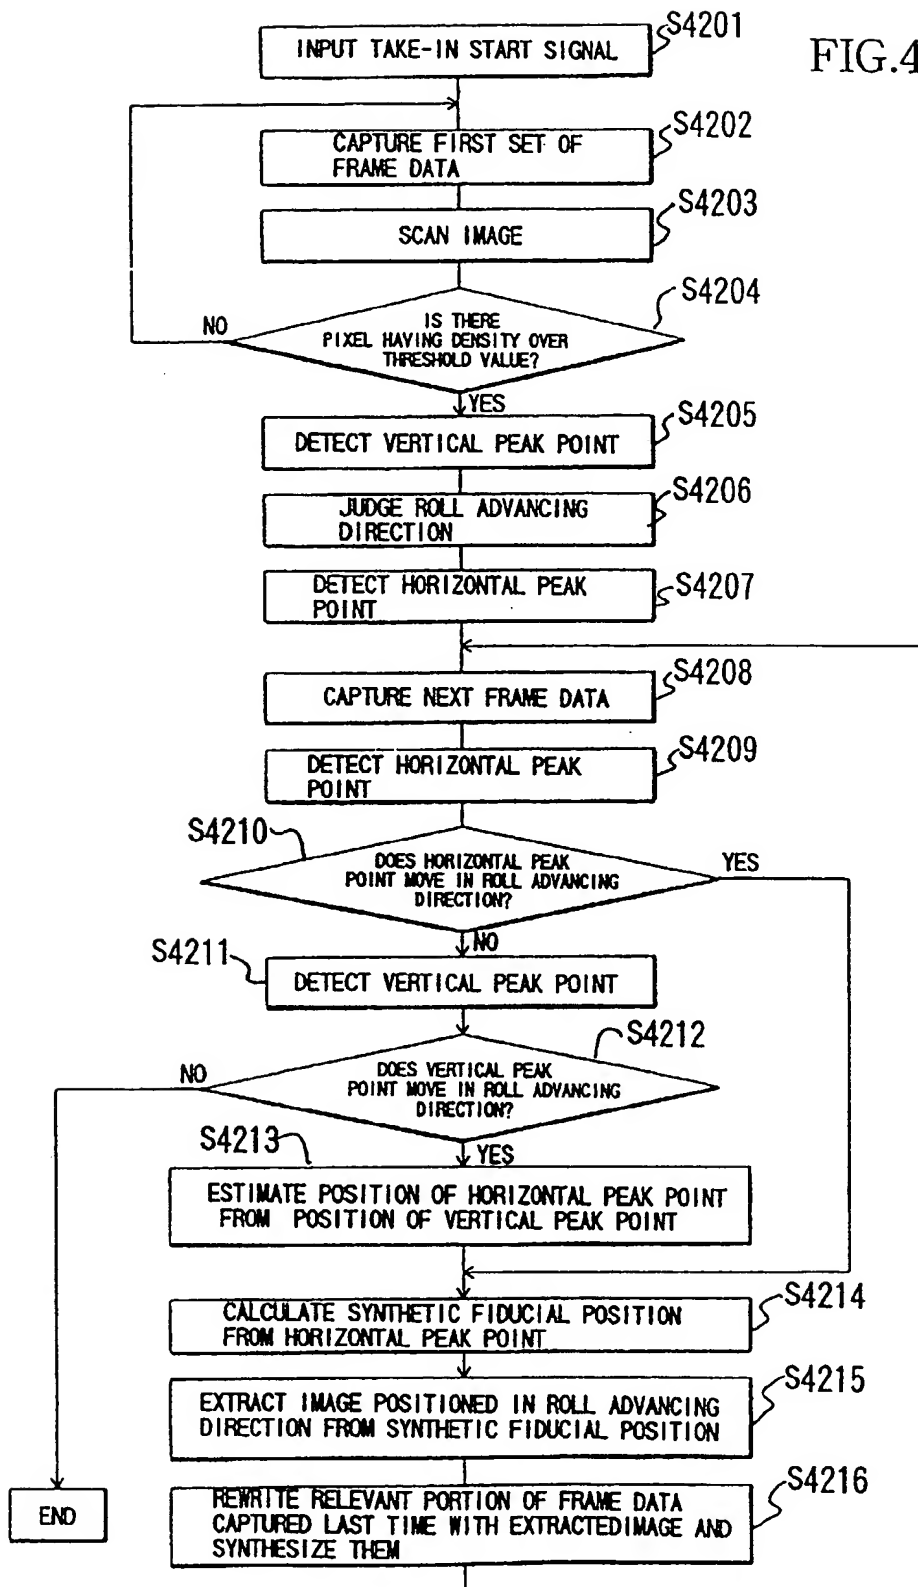 S4201
INPUT TAKE-IN START SIGNAL
FIG.4
S4202
CAPTURE FIRST SET OF
FRAME DATA
S4203
SCAN IMAGE
S4204
NO
IS THERE
PIXEL HAVING DENSITY OVER
THRESHOLD VALUE?
YES
S4205
DETECT VERTICAL PEAK POINT
S4206
JUDGE ROLL ADVANCING
DIRECTION
S4207
DETECT HORIZONTAL PEAK
POINT
S4208
CAPTURE NEXT FRAME DATA
S4209
DETECT HORIZONTAL PEAK
POINT
S4210
DOES HORIZONTAL PEAK
POINT MOVE IN ROLL ADVANCING
DIRECTION?
YES
NO
S4211
DETECT VERTICAL PEAK POINT
S4212
NO
DOES VERTICAL PEAK
POINT MOVE IN ROLL ADVANCING
DIRECTION?
S4213
YES
ESTIMATE POSITION OF HORIZONTAL PEAK POINT
FROM POSITION OF VERTICAL PEAK POINT
S4214
CALCULATE SYNTHETIC FIDUCIAL POSITION
FROM HORIZONTAL PEAK POINT
S4215
EXTRACT IMAGE POSITIONED IN ROLL ADVANCING
DIRECTION FROM SYNTHETIC FIDUCIAL POSITION
S4216
REWRITE RELEVANT PORTION OF FRAME DATA
CAPTURED LAST TIME WITH EXTRACTEDIMAGE AND
SYNTHESIZE THEM
END